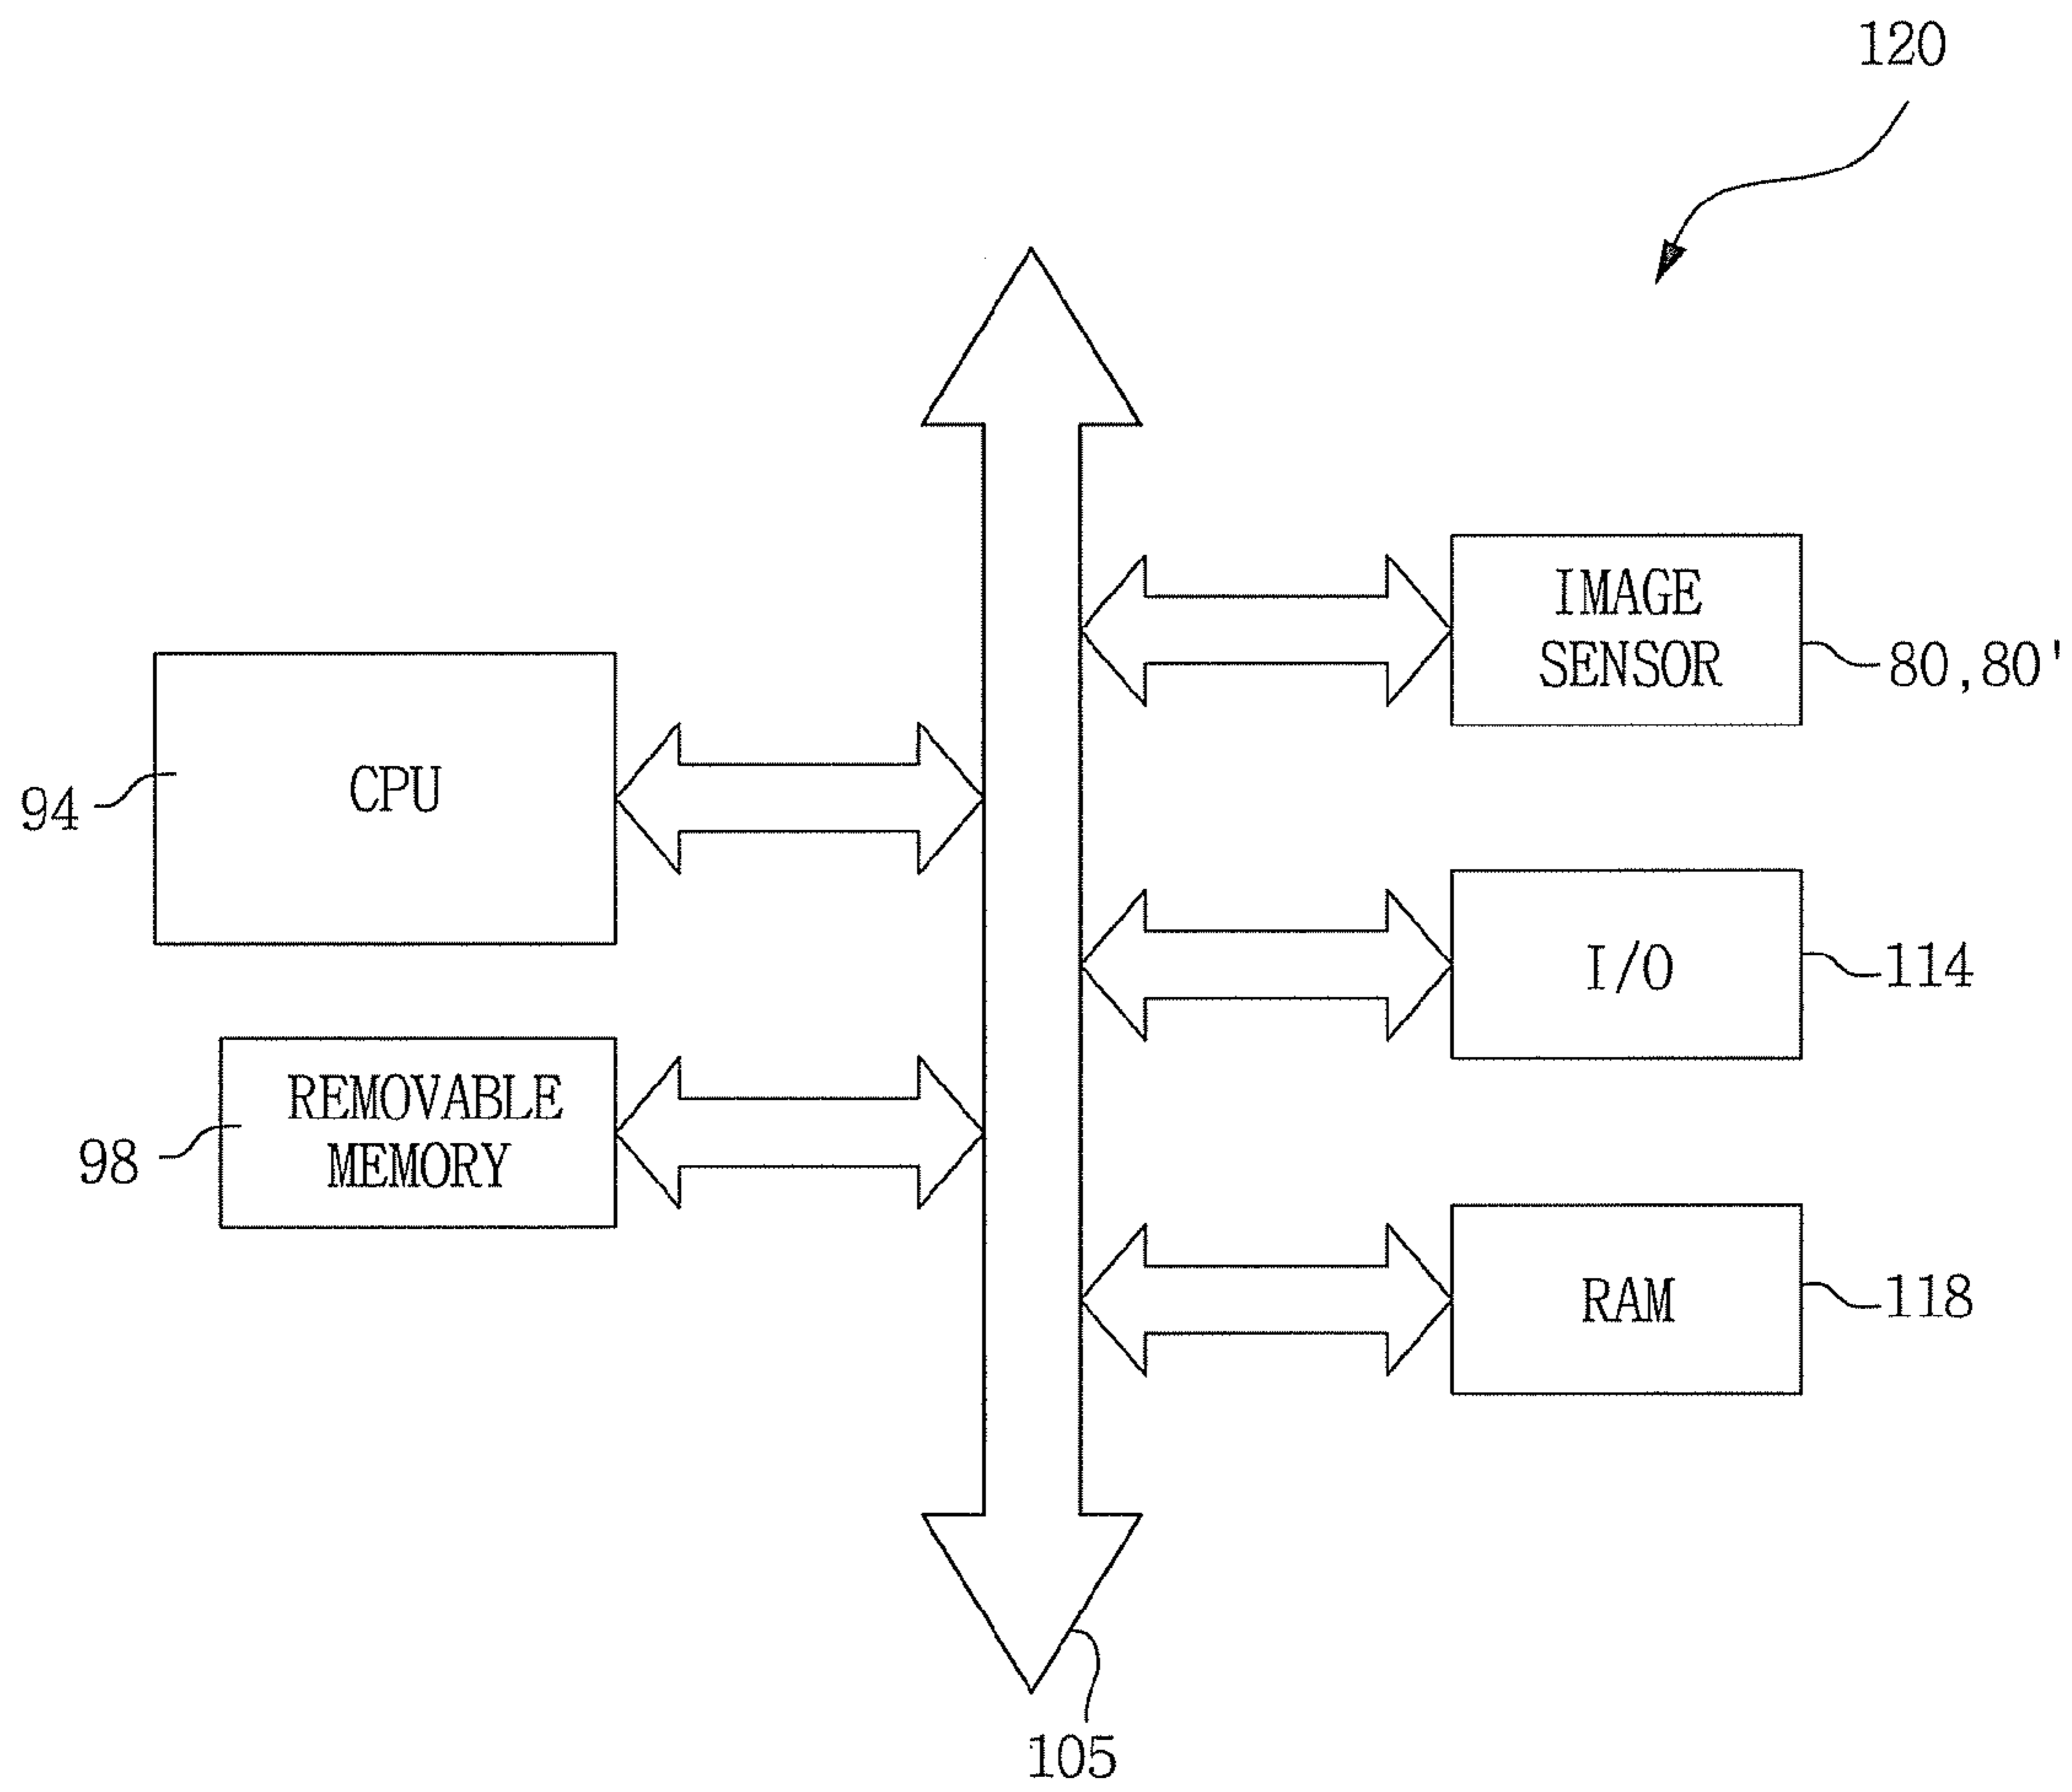 120
IMAGE
SENSOR
80,80'
CPU
94
I/O
114
REMOVABLE
MEMORY
98
RAM
118
105